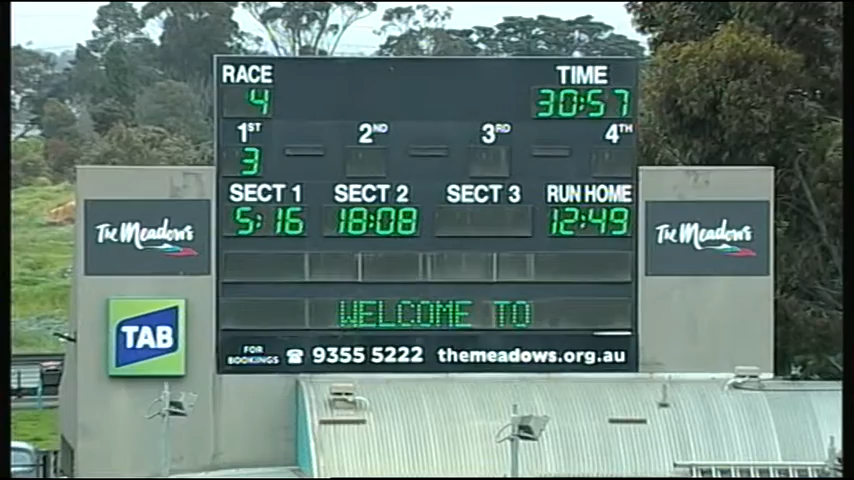 RACE TIME
4 30:57
1ST 2ND 3RD 4TH
3
SECT 1 SECT 2 SECT 3 RUN HOME
5:16 18:08 12:49
The Meadows The Meadows
WELCOME TO
TAB
FOR BOOKINGS ☎ 9355 5222 themeadows.org.au